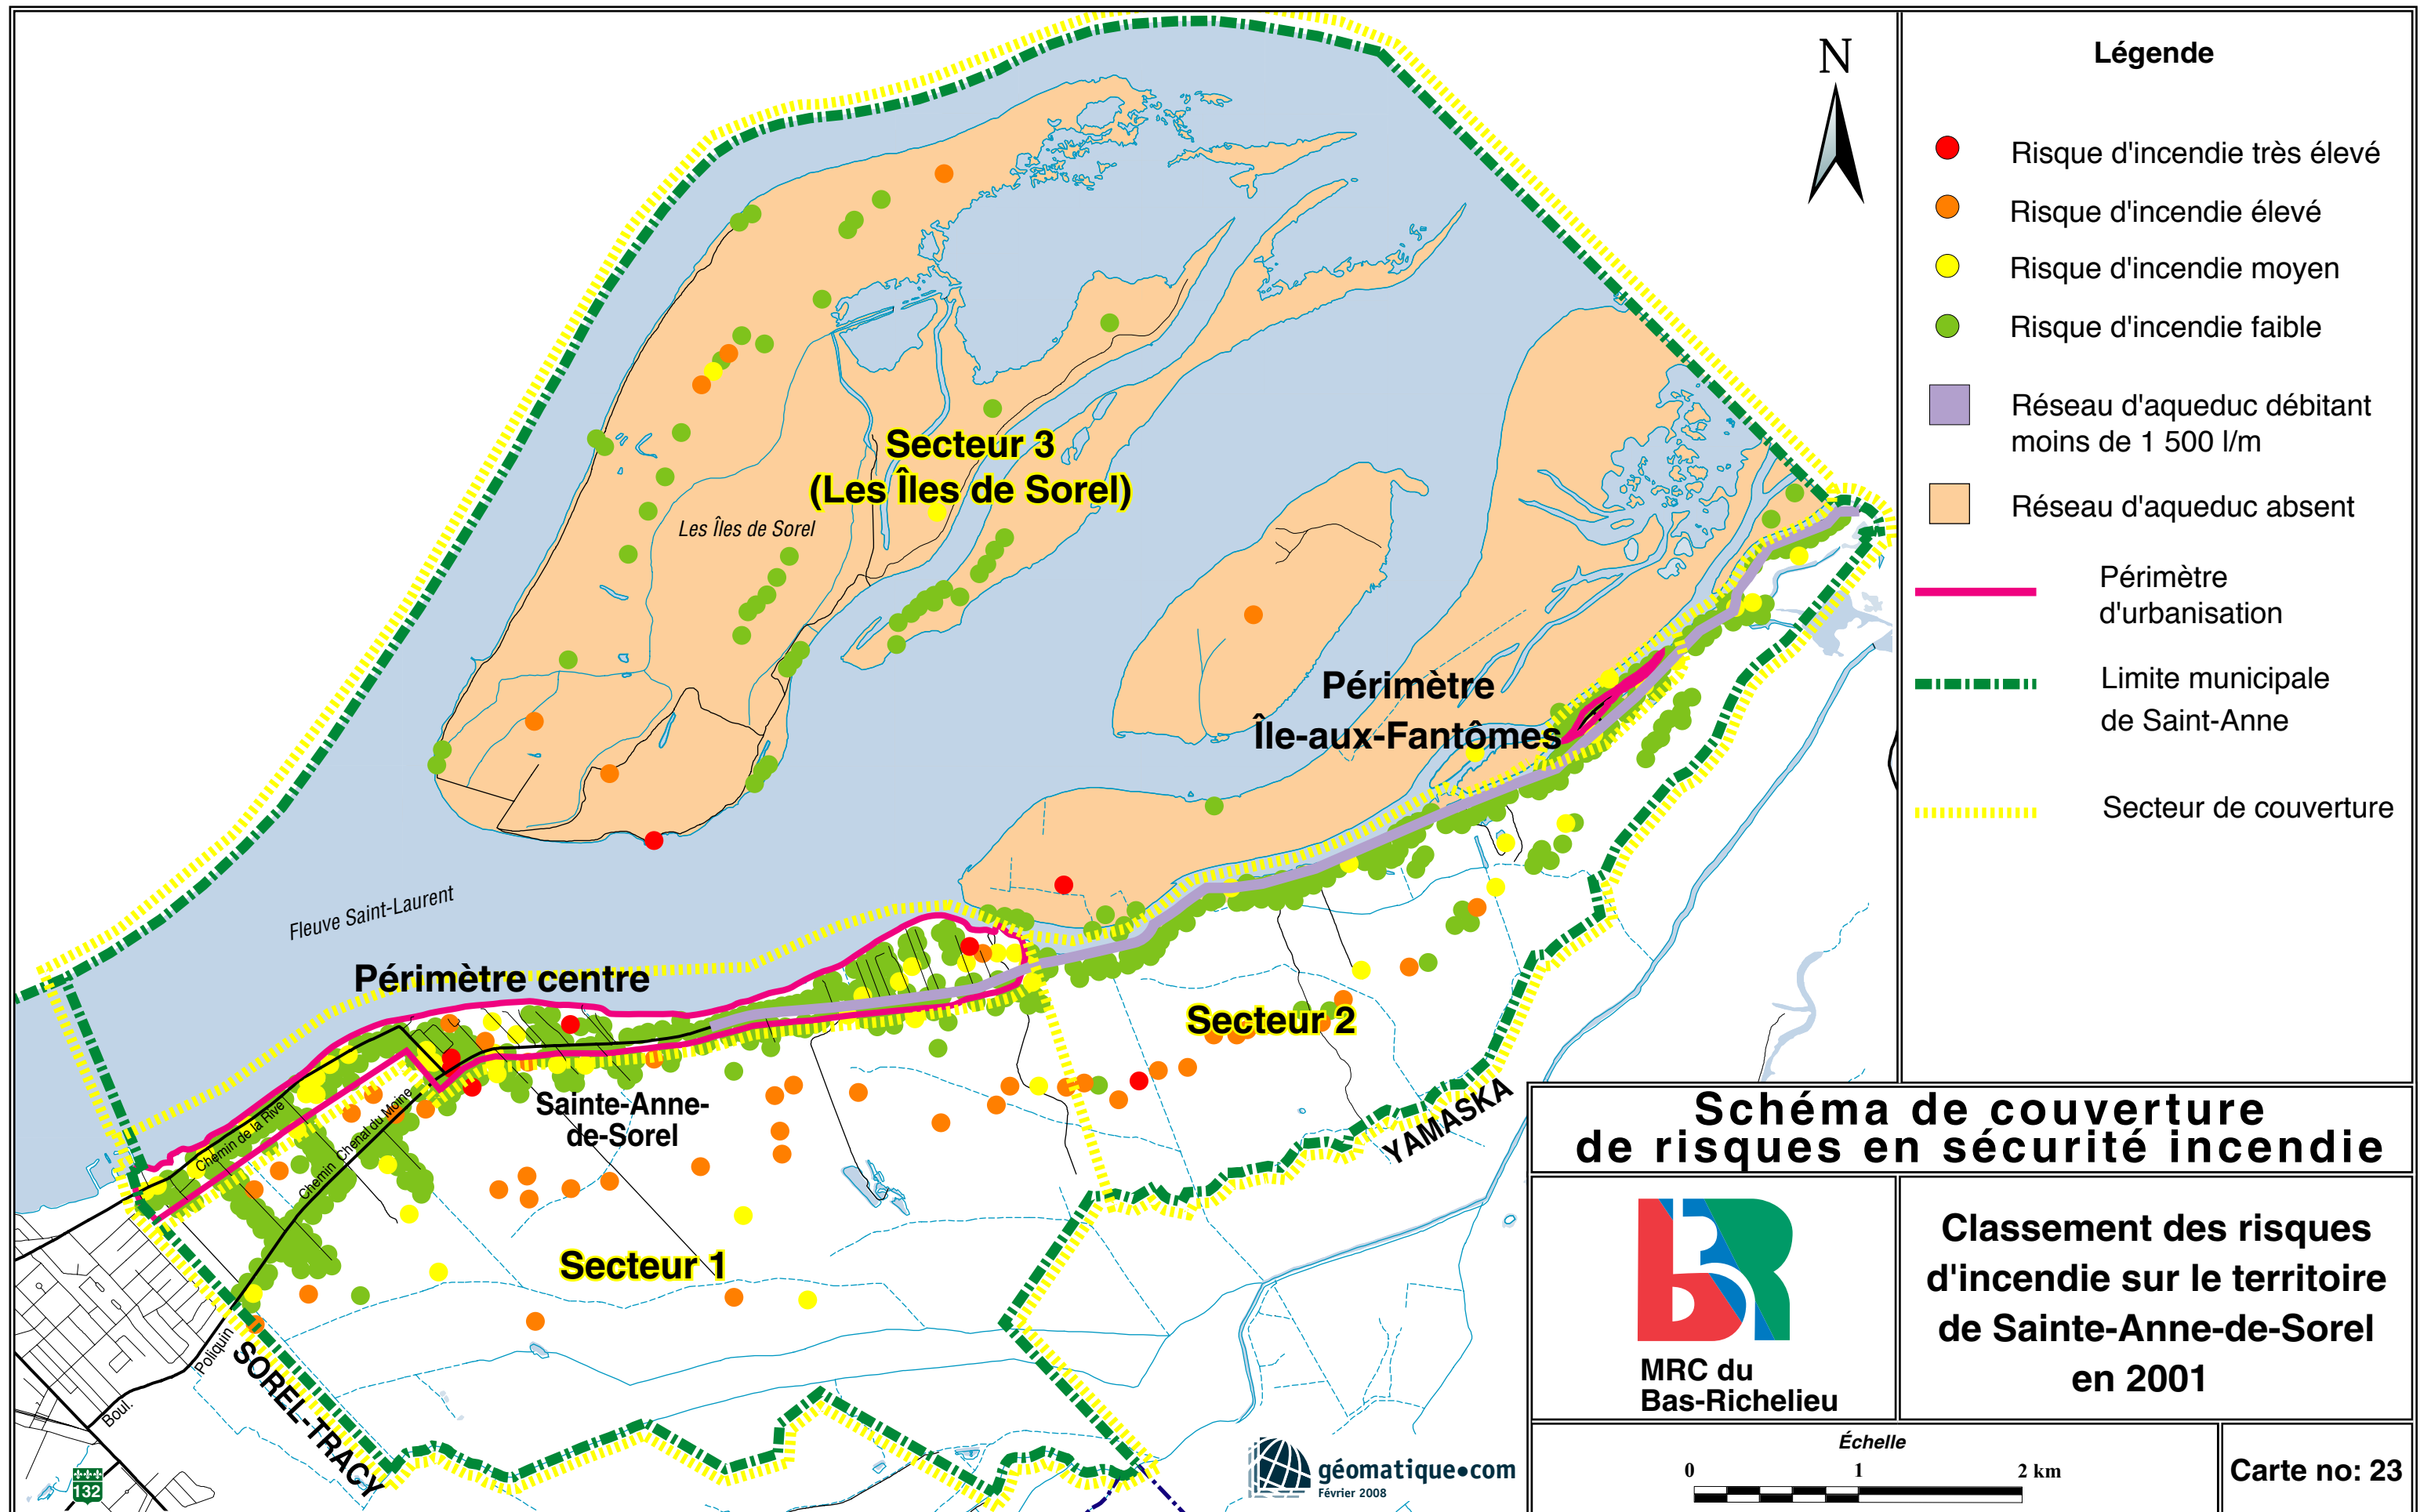 N
Légende
Risque d'incendie très élevé
Risque d'incendie élevé
Risque d'incendie moyen
Risque d'incendie faible
Réseau d'aqueduc débitant
moins de 1 500 l/m
Réseau d'aqueduc absent
Périmètre
d'urbanisation
Limite municipale
de Saint-Anne
Secteur de couverture
Secteur 3
(Les Îles de Sorel)
Les Îles de Sorel
Périmètre
Île-aux-Fantômes
Fleuve Saint-Laurent
Périmètre centre
Secteur 2
Chemin de la Rive
Chemin Chenal du Moine
Sainte-Anne-
de-Sorel
YAMASKA
Secteur 1
Boul. Poliquin
SOREL-TRACY
132
géomatique•com
Février 2008
Schéma de couverture
de risques en sécurité incendie
MRC du
Bas-Richelieu
Classement des risques
d'incendie sur le territoire
de Sainte-Anne-de-Sorel
en 2001
Échelle
0 1 2 km
Carte no: 23